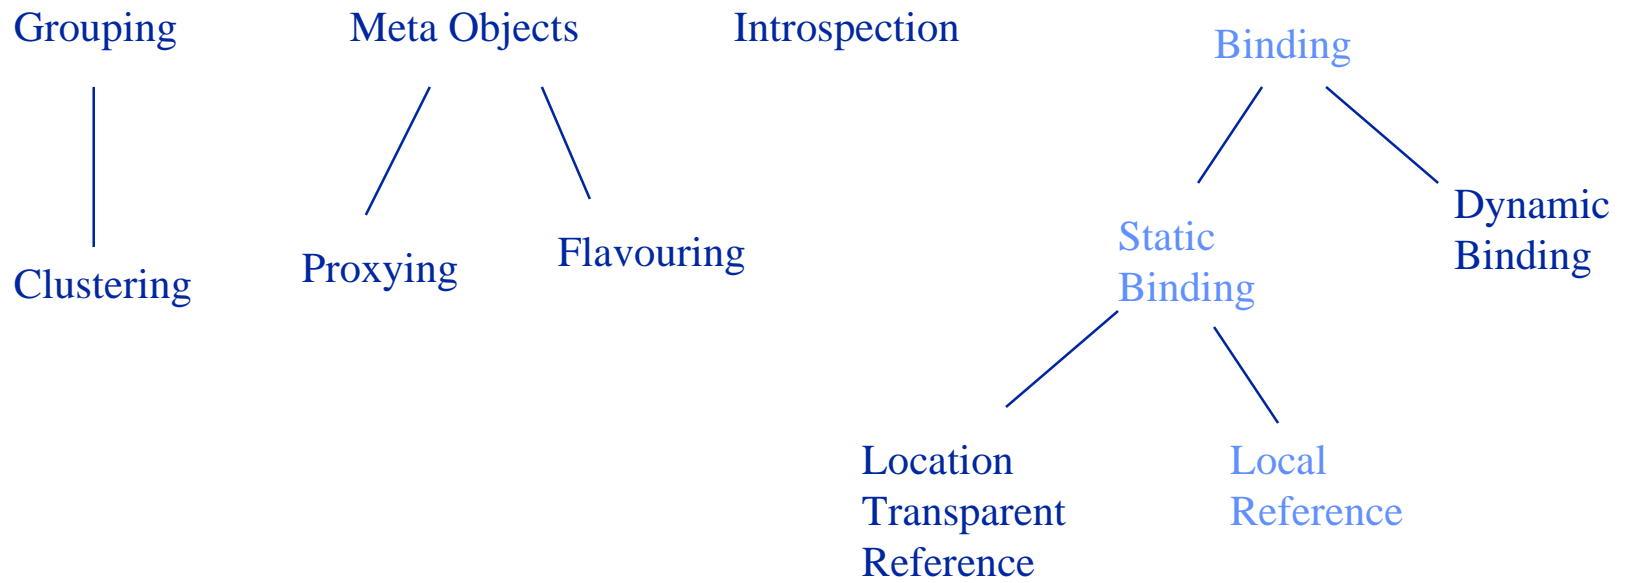 Grouping
Meta Objects
Introspection
Binding
Clustering
Proxying
Flavouring
Static
Binding
Dynamic
Binding
Location
Transparent
Reference
Local
Reference